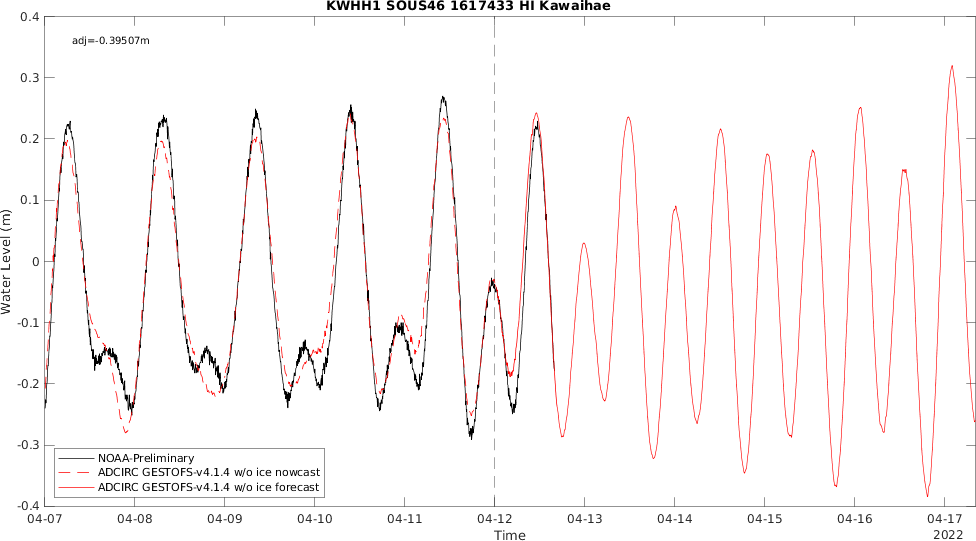 KWHH1 SOUS46 1617433 HI Kawaihae
adj=-0.39507m
Water Level (m)
0.4
0.3
0.2
0.1
0
-0.1
-0.2
-0.3
-0.4
NOAA-Preliminary
ADCIRC GESTOFS-v4.1.4 w/o ice nowcast
ADCIRC GESTOFS-v4.1.4 w/o ice forecast
04-07 04-08 04-09 04-10 04-11 04-12 04-13 04-14 04-15 04-16 04-17
Time
2022